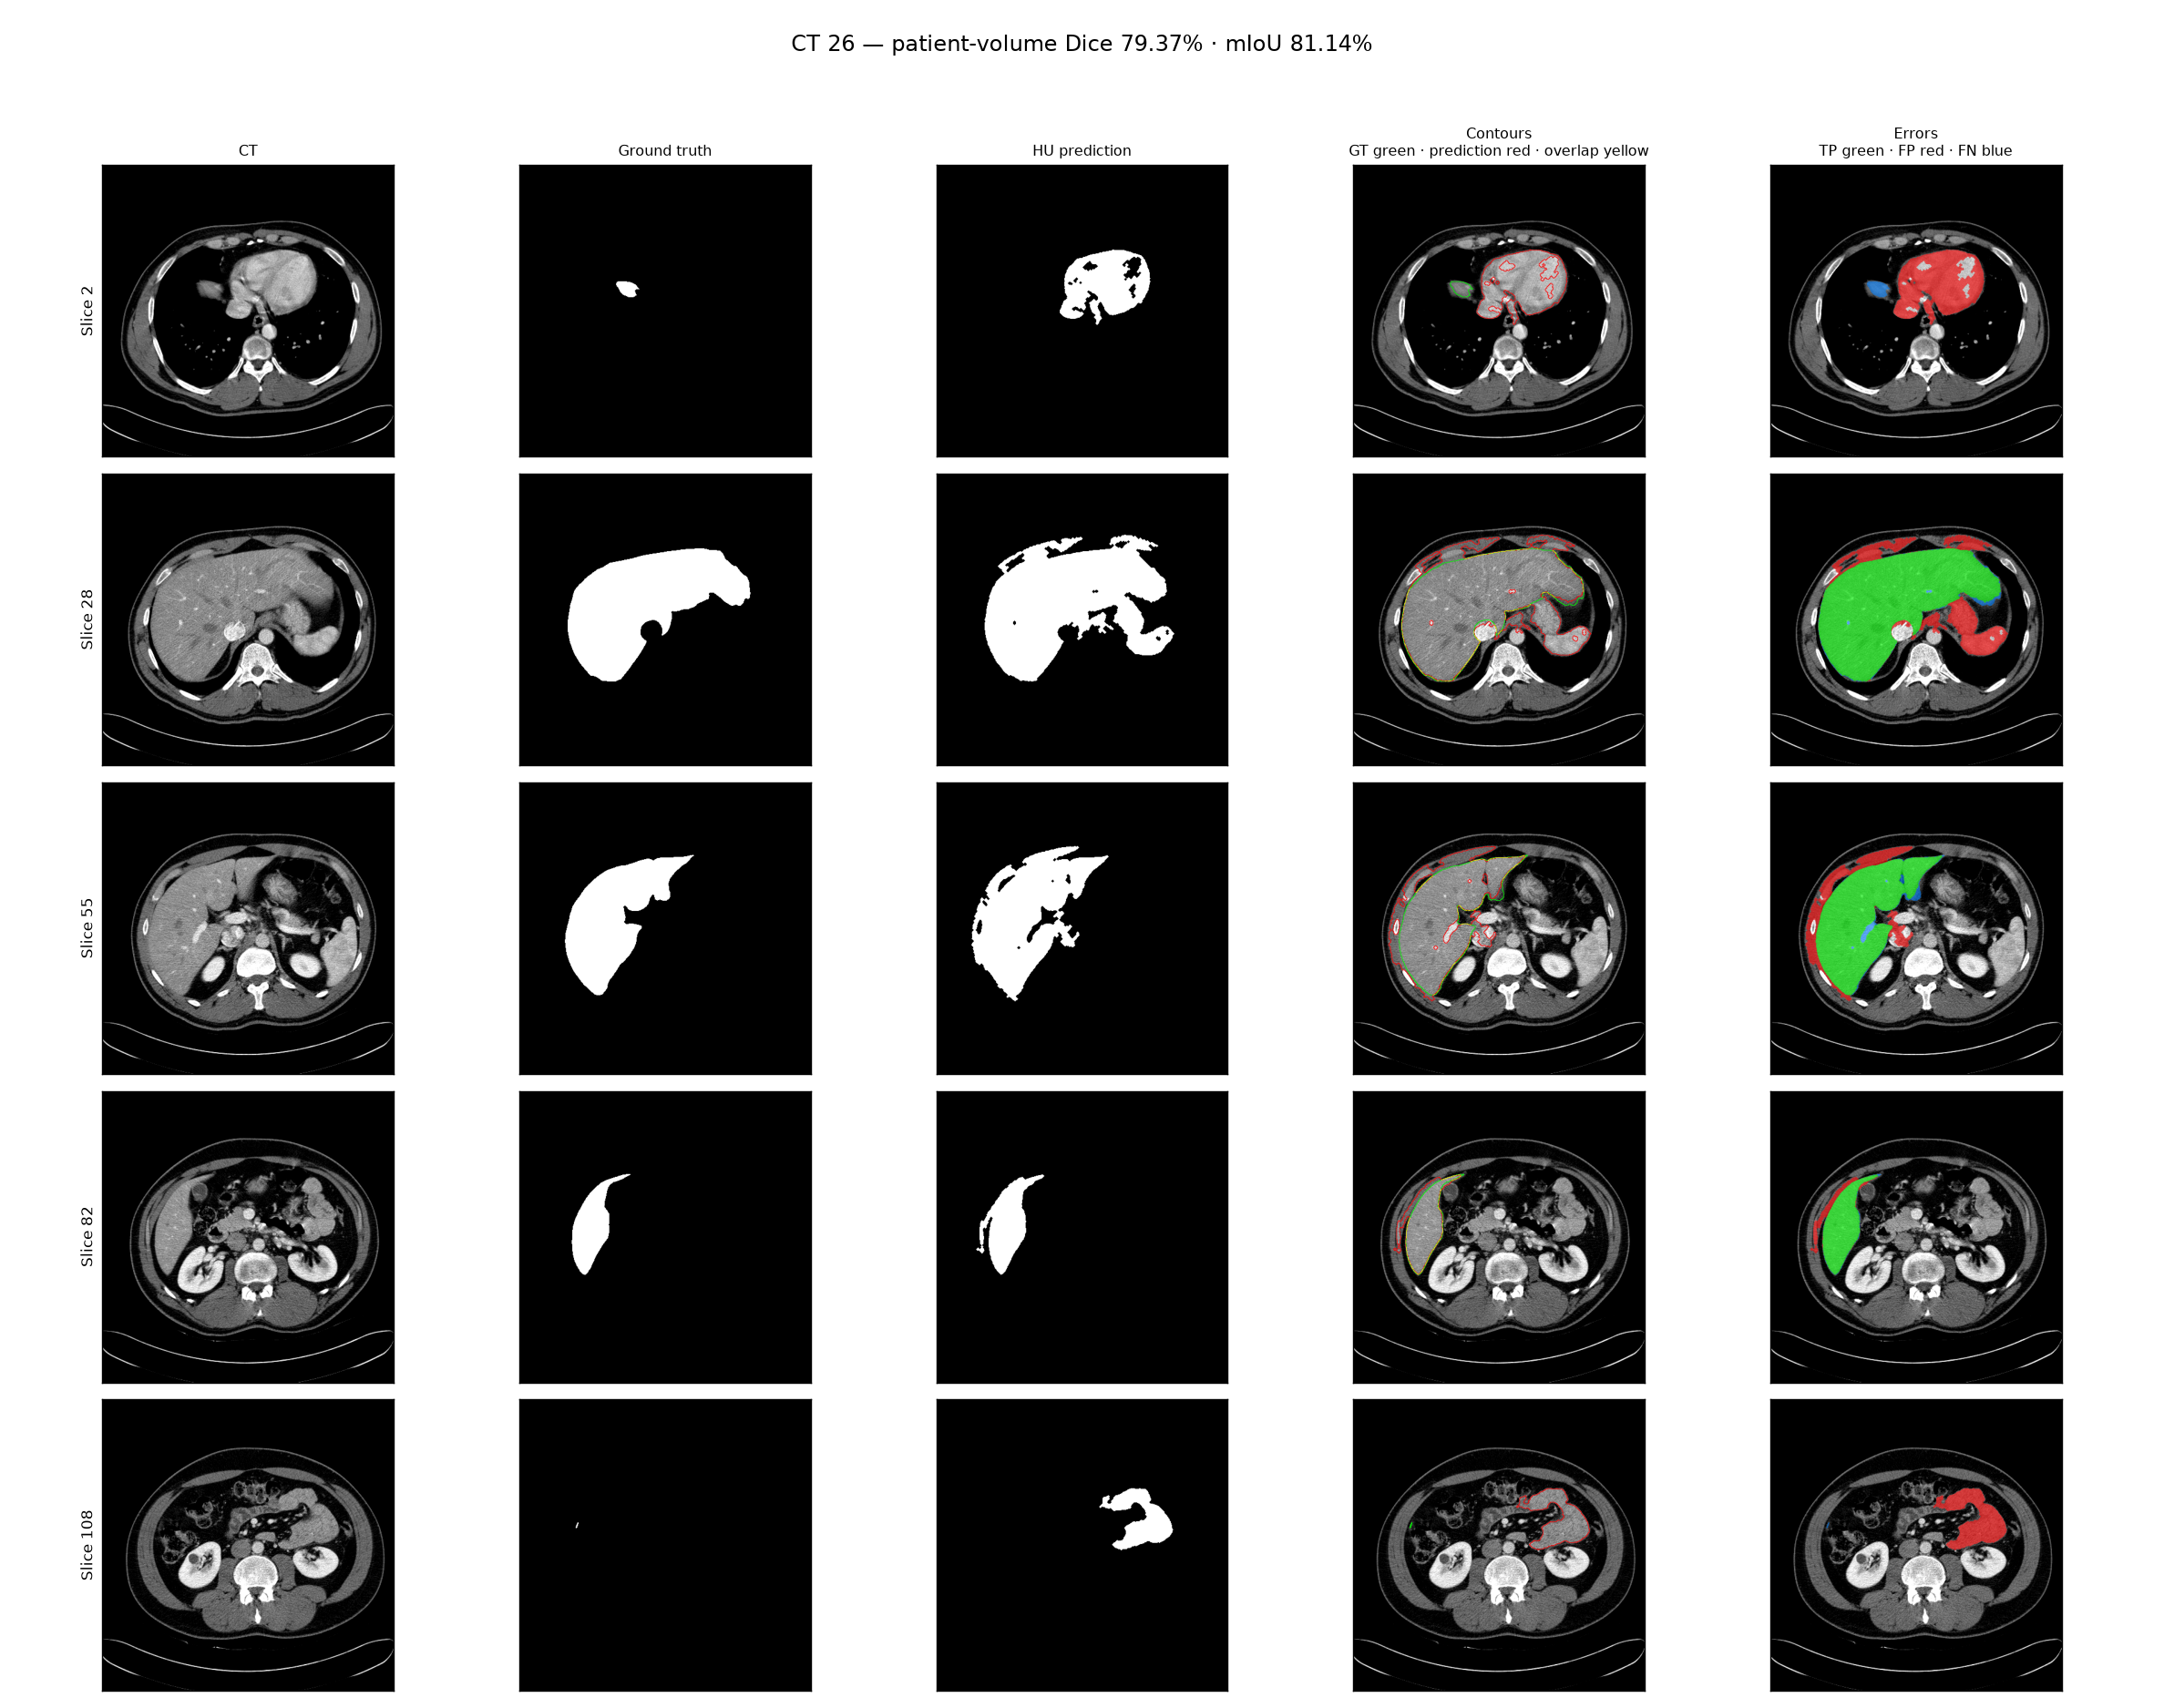 CT 26 — patient-volume Dice 79.37% · mIoU 81.14%
CT
Ground truth
HU prediction
Contours
GT green · prediction red · overlap yellow
Errors
TP green · FP red · FN blue
Slice 2
Slice 28
Slice 55
Slice 82
Slice 108